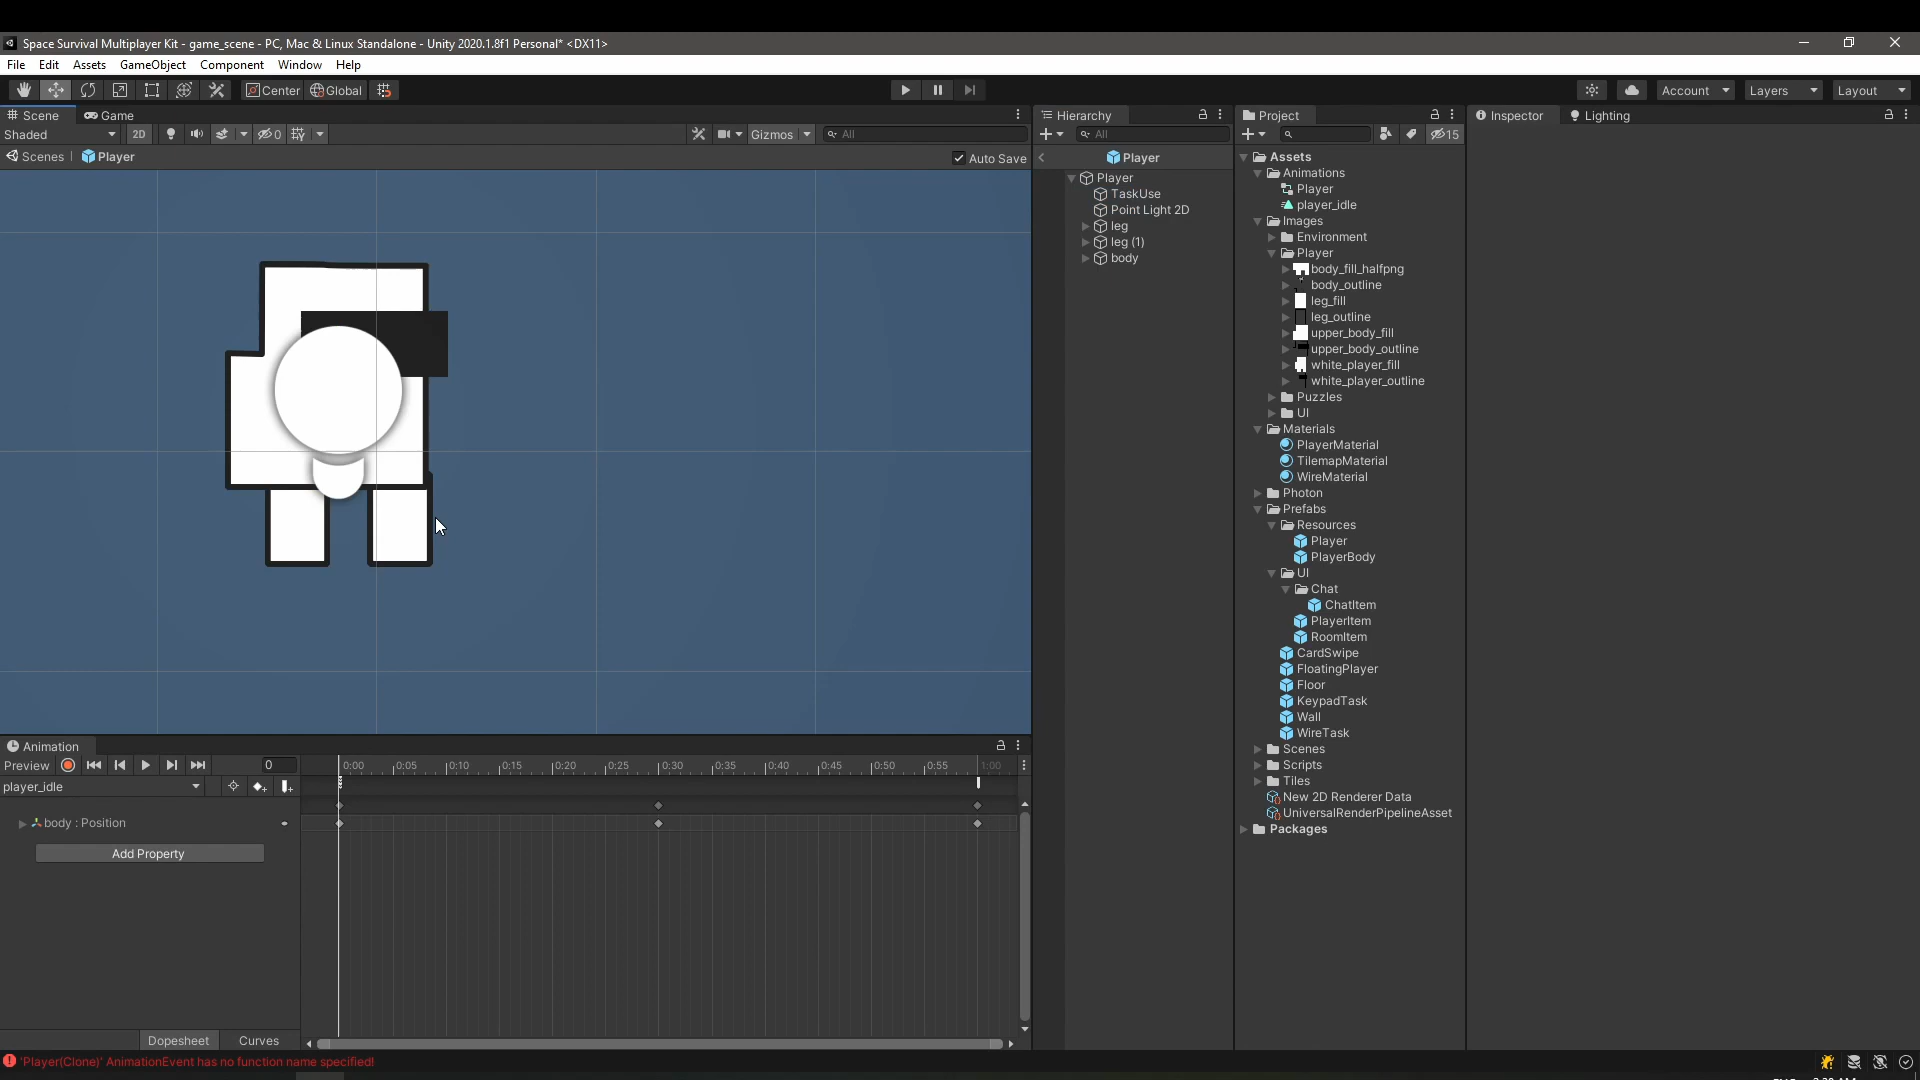 Space Survival Multiplayer Kit - game_scene - PC, Mac & Linux Standalone - Unity 2020.1.8f1 Personal* <DX11>
File Edit Assets GameObject Component Window Help
Center Global Account Layers Layout
Scene Game
Shaded 2D 0 Gizmos All
Scenes Player Auto Save
Hierarchy
All
Player
Player
TaskUse
Point Light 2D
leg
leg (1)
body
Project
15
Assets
Animations
Player
player_idle
Images
Environment
Player
body_fill_halfpng
body_outline
leg_fill
leg_outline
upper_body_fill
upper_body_outline
white_player_fill
white_player_outline
Puzzles
UI
Materials
PlayerMaterial
TilemapMaterial
WireMaterial
Photon
Prefabs
Resources
Player
PlayerBody
UI
Chat
ChatItem
PlayerItem
RoomItem
CardSwipe
FloatingPlayer
Floor
KeypadTask
Wall
WireTask
Scenes
Scripts
Tiles
New 2D Renderer Data
UniversalRenderPipelineAsset
Packages
Inspector Lighting
Animation
Preview 0 0:00 0:05 0:10 0:15 0:20 0:25 0:30 0:35 0:40 0:45 0:50 0:55 1:00
player_idle
body : Position
Add Property
Dopesheet Curves
'Player(Clone)' AnimationEvent has no function name specified!